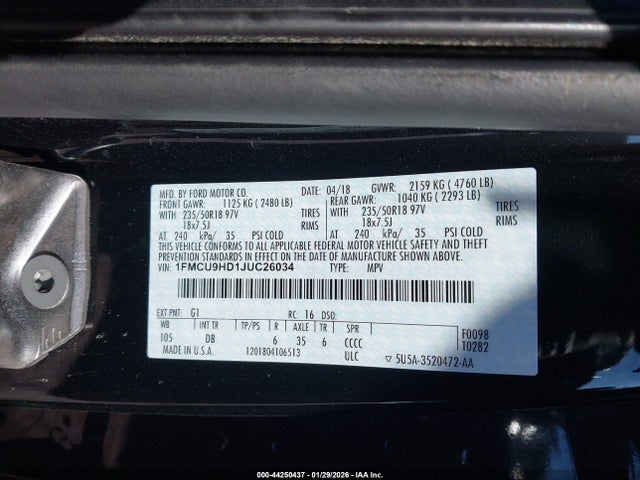 MFD. BY FORD MOTOR CO. 04/18 GVWR: 2159 KG ( 4760 LB)
FRONT GAWR: 1125 KG ( 2480 LB) REAR GAWR: 1040 KG ( 2293 LB)
WITH 235/50R18 97V TIRES WITH 235/50R18 97V TIRES
18x7.5J RIMS 18x7.5J RIMS
AT 240 kPa/ 35 PSI COLD AT 240 kPa/ 35 PSI COLD
THIS VEHICLE CONFORMS TO ALL APPLICABLE FEDERAL MOTOR VEHICLE SAFETY AND THEFT
PREVENTION STANDARDS IN EFFECT ON THE DATE OF MANUFACTURE SHOWN ABOVE.
VIN: 1FMCU9HD1JUC26034 TYPE: MPV
EXT PNT: G1 RC: 16 DSO:
WB INT TR TP/PS R AXLE TR SPR F0098
105 DB 6 35 6 CCCC T0282
MADE IN U.S.A. 1201804106513 ULC 5U5A-3520472-AA
000-44250437 - 01/29/2026 - IAA Inc.